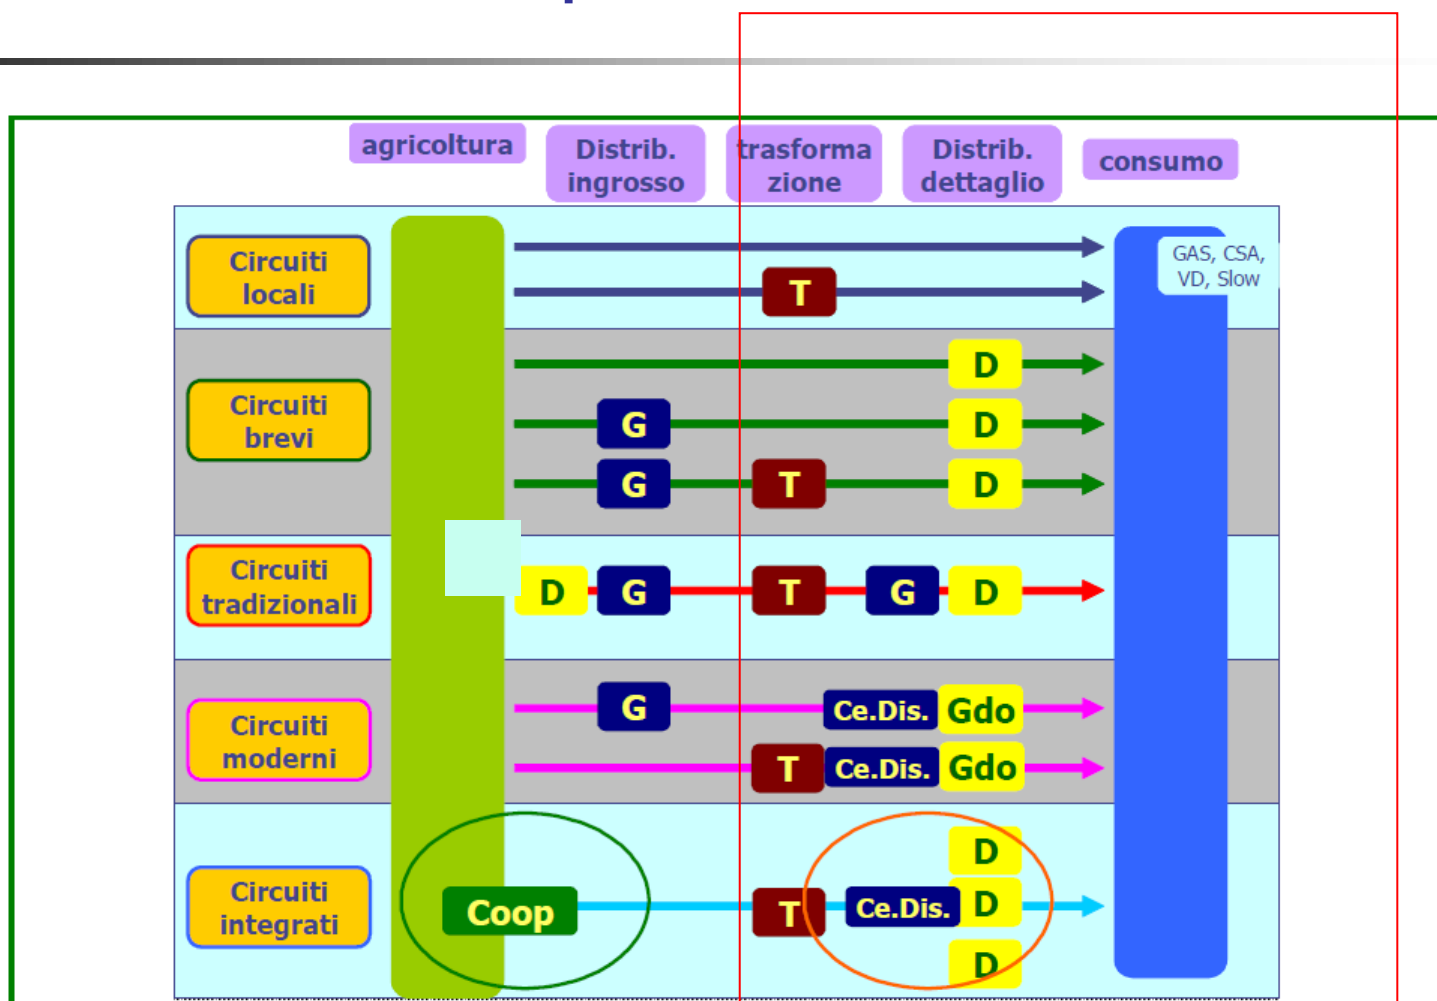 agricoltura
Distrib.
ingrosso
trasforma
zione
Distrib.
dettaglio
consumo
Circuiti
locali
T
GAS, CSA,
VD, Slow
Circuiti
brevi
D
G
D
G
T
D
Circuiti
tradizionali
D
G
T
G
D
Circuiti
moderni
G
Ce.Dis.
Gdo
T
Ce.Dis.
Gdo
Circuiti
integrati
Coop
T
Ce.Dis.
D
D
D